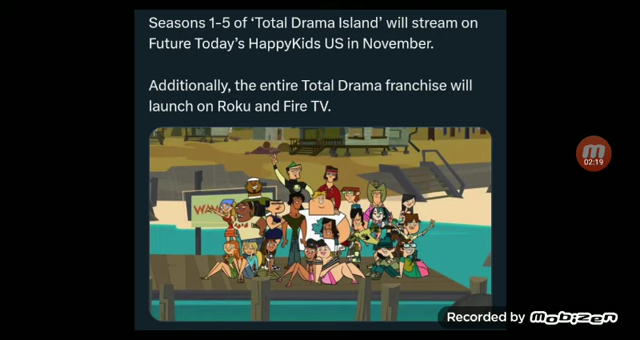 Seasons 1-5 of ‘Total Drama Island’ will stream on
Future Today’s HappyKids US in November.
Additionally, the entire Total Drama franchise will
launch on Roku and Fire TV.
02:19
Recorded by Mobizen